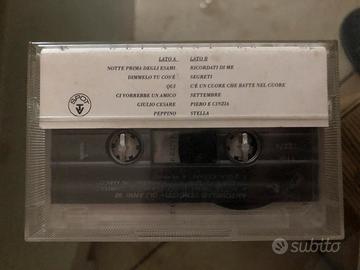 LATO A
NOTTE PRIMA DEGLI ESAMI
DIMMELO TU COS'È
QUI
CI VORREBBE UN AMICO
GIULIO CESARE
PEPPINO
LATO B
RICORDATI DI ME
SEGRETI
C'È UN CUORE CHE BATTE NEL CUORE
SETTEMBRE
PIERO E CINZIA
STELLA
SPOT
subito